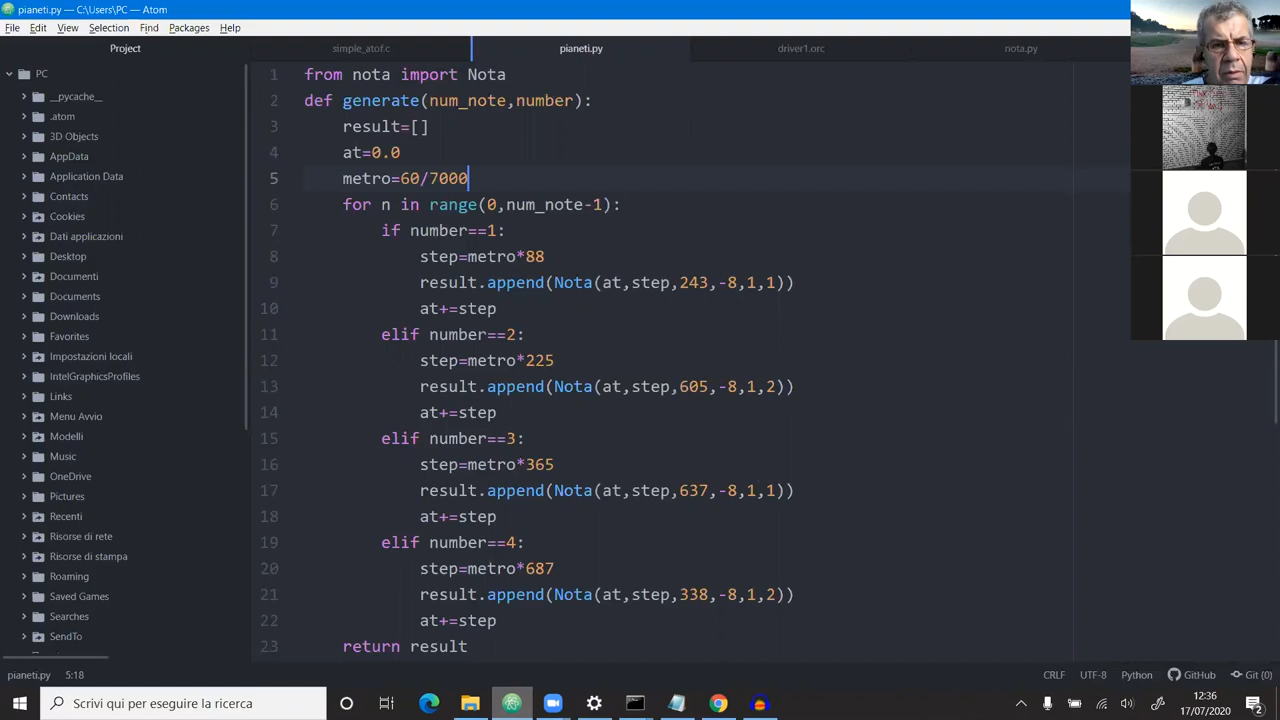 pianeti.py — C:\Users\PC — Atom
File Edit View Selection Find Packages Help
Project
simple_atof.c
pianeti.py
driver1.orc
nota.py
PC
__pycache__
.atom
3D Objects
AppData
Application Data
Contacts
Cookies
Dati applicazioni
Desktop
Documenti
Documents
Downloads
Favorites
Impostazioni locali
IntelGraphicsProfiles
Links
Menu Avvio
Modelli
Music
OneDrive
Pictures
Recenti
Risorse di rete
Risorse di stampa
Roaming
Saved Games
Searches
SendTo
1 from nota import Nota
2 def generate(num_note,number):
3 result=[]
4 at=0.0
5 metro=60/7000
6 for n in range(0,num_note-1):
7 if number==1:
8 step=metro*88
9 result.append(Nota(at,step,243,-8,1,1))
10 at+=step
11 elif number==2:
12 step=metro*225
13 result.append(Nota(at,step,605,-8,1,2))
14 at+=step
15 elif number==3:
16 step=metro*365
17 result.append(Nota(at,step,637,-8,1,1))
18 at+=step
19 elif number==4:
20 step=metro*687
21 result.append(Nota(at,step,338,-8,1,2))
22 at+=step
23 return result
pianeti.py 5:18
CRLF UTF-8 Python GitHub Git (0)
Scrivi qui per eseguire la ricerca
12:36
17/07/2020
2